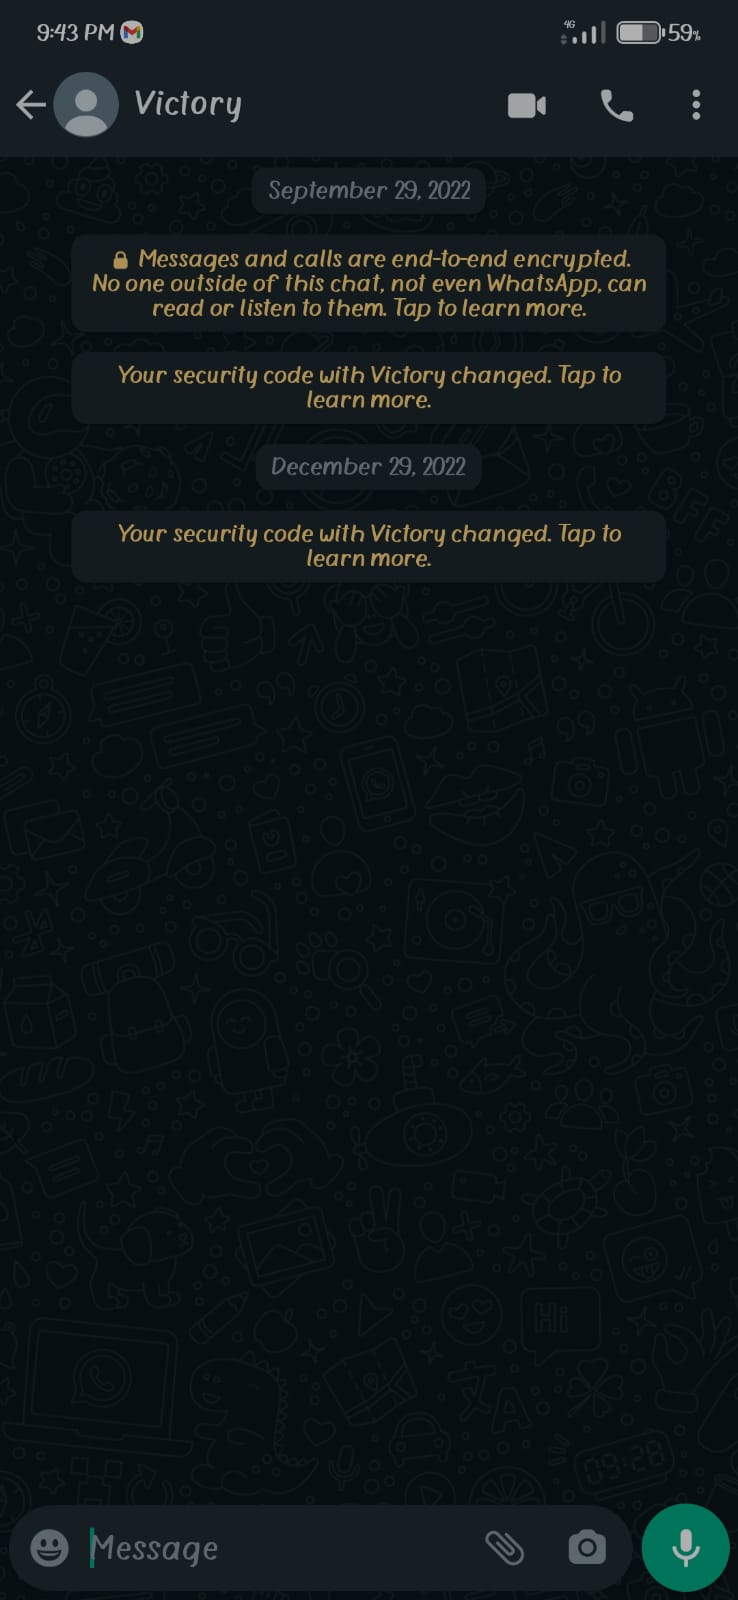 9:43 PM
4G
59%
Victory
September 29, 2022
Messages and calls are end-to-end encrypted.
No one outside of this chat, not even WhatsApp, can
read or listen to them. Tap to learn more.
Your security code with Victory changed. Tap to
learn more.
December 29, 2022
Your security code with Victory changed. Tap to
learn more.
OFF
Hi
09:28
Message